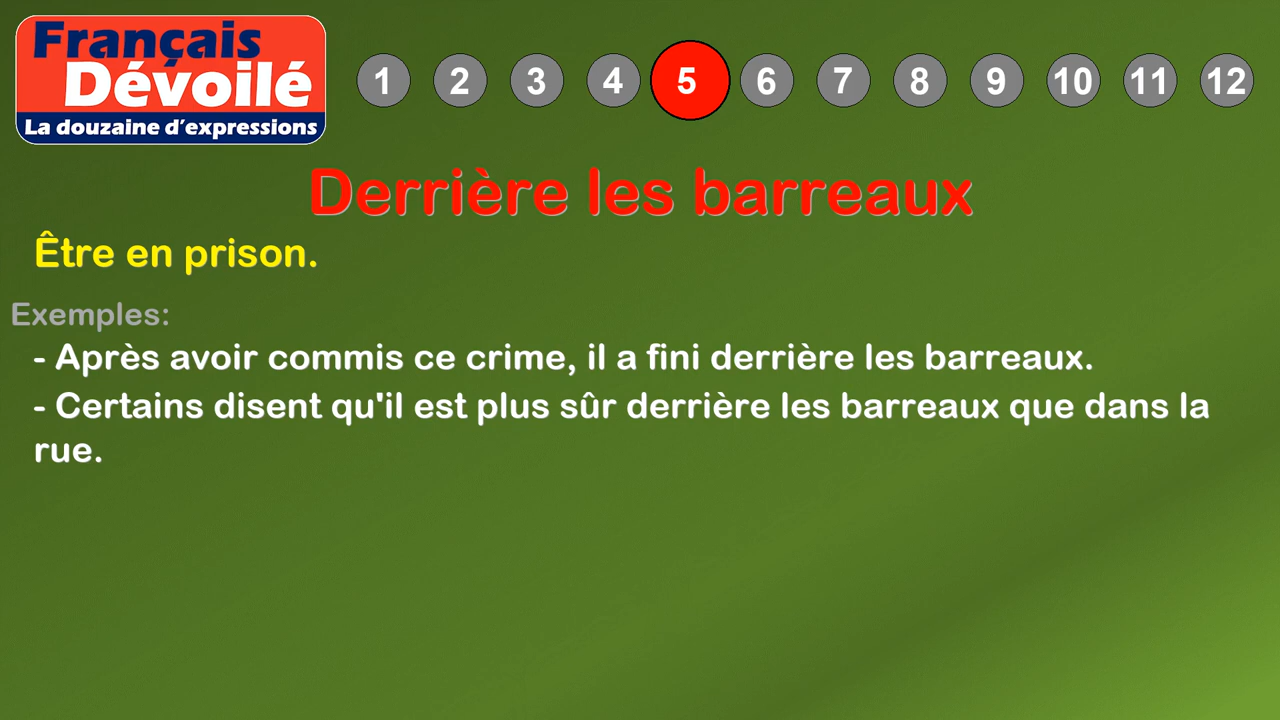 Français
Dévoilé
La douzaine d'expressions
1 2 3 4 5 6 7 8 9 10 11 12
Derrière les barreaux
Être en prison.
Exemples:
- Après avoir commis ce crime, il a fini derrière les barreaux.
- Certains disent qu'il est plus sûr derrière les barreaux que dans la
rue.